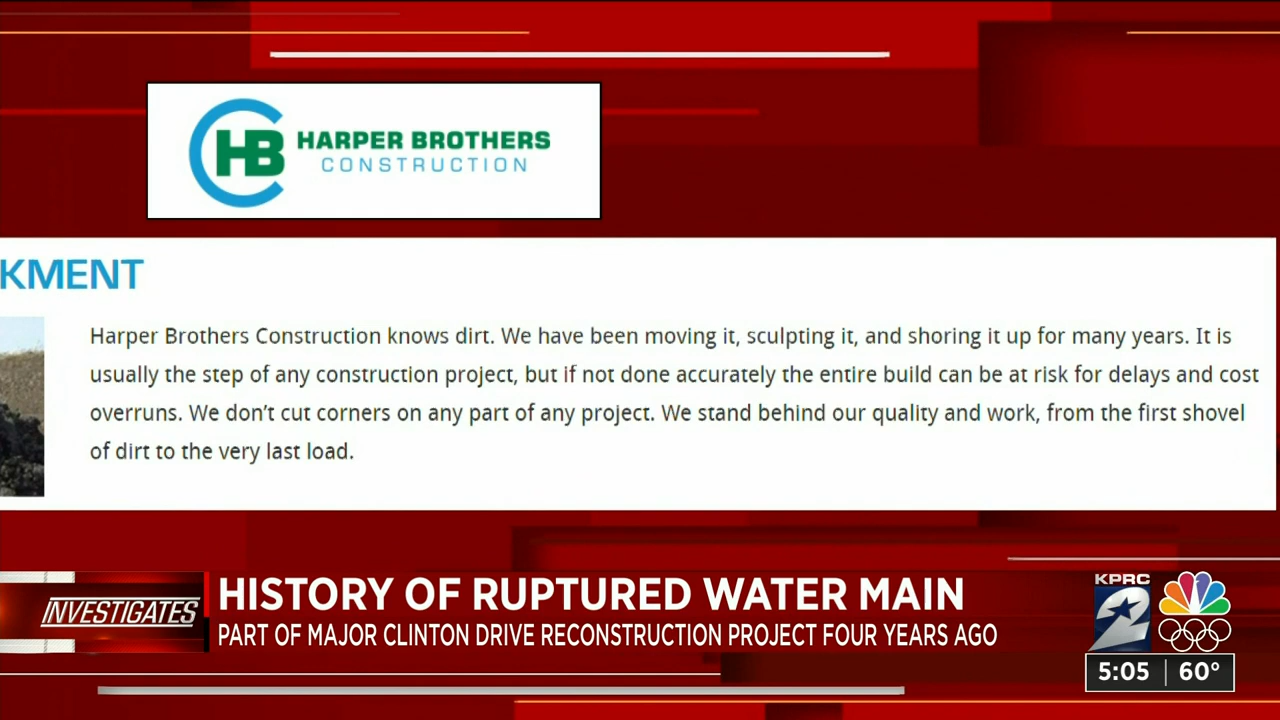 HB HARPER BROTHERS
CONSTRUCTION
KMENT
Harper Brothers Construction knows dirt. We have been moving it, sculpting it, and shoring it up for many years. It is
usually the step of any construction project, but if not done accurately the entire build can be at risk for delays and cost
overruns. We don't cut corners on any part of any project. We stand behind our quality and work, from the first shovel
of dirt to the very last load.
INVESTIGATES
HISTORY OF RUPTURED WATER MAIN
PART OF MAJOR CLINTON DRIVE RECONSTRUCTION PROJECT FOUR YEARS AGO
KPRC
2
5:05 60°